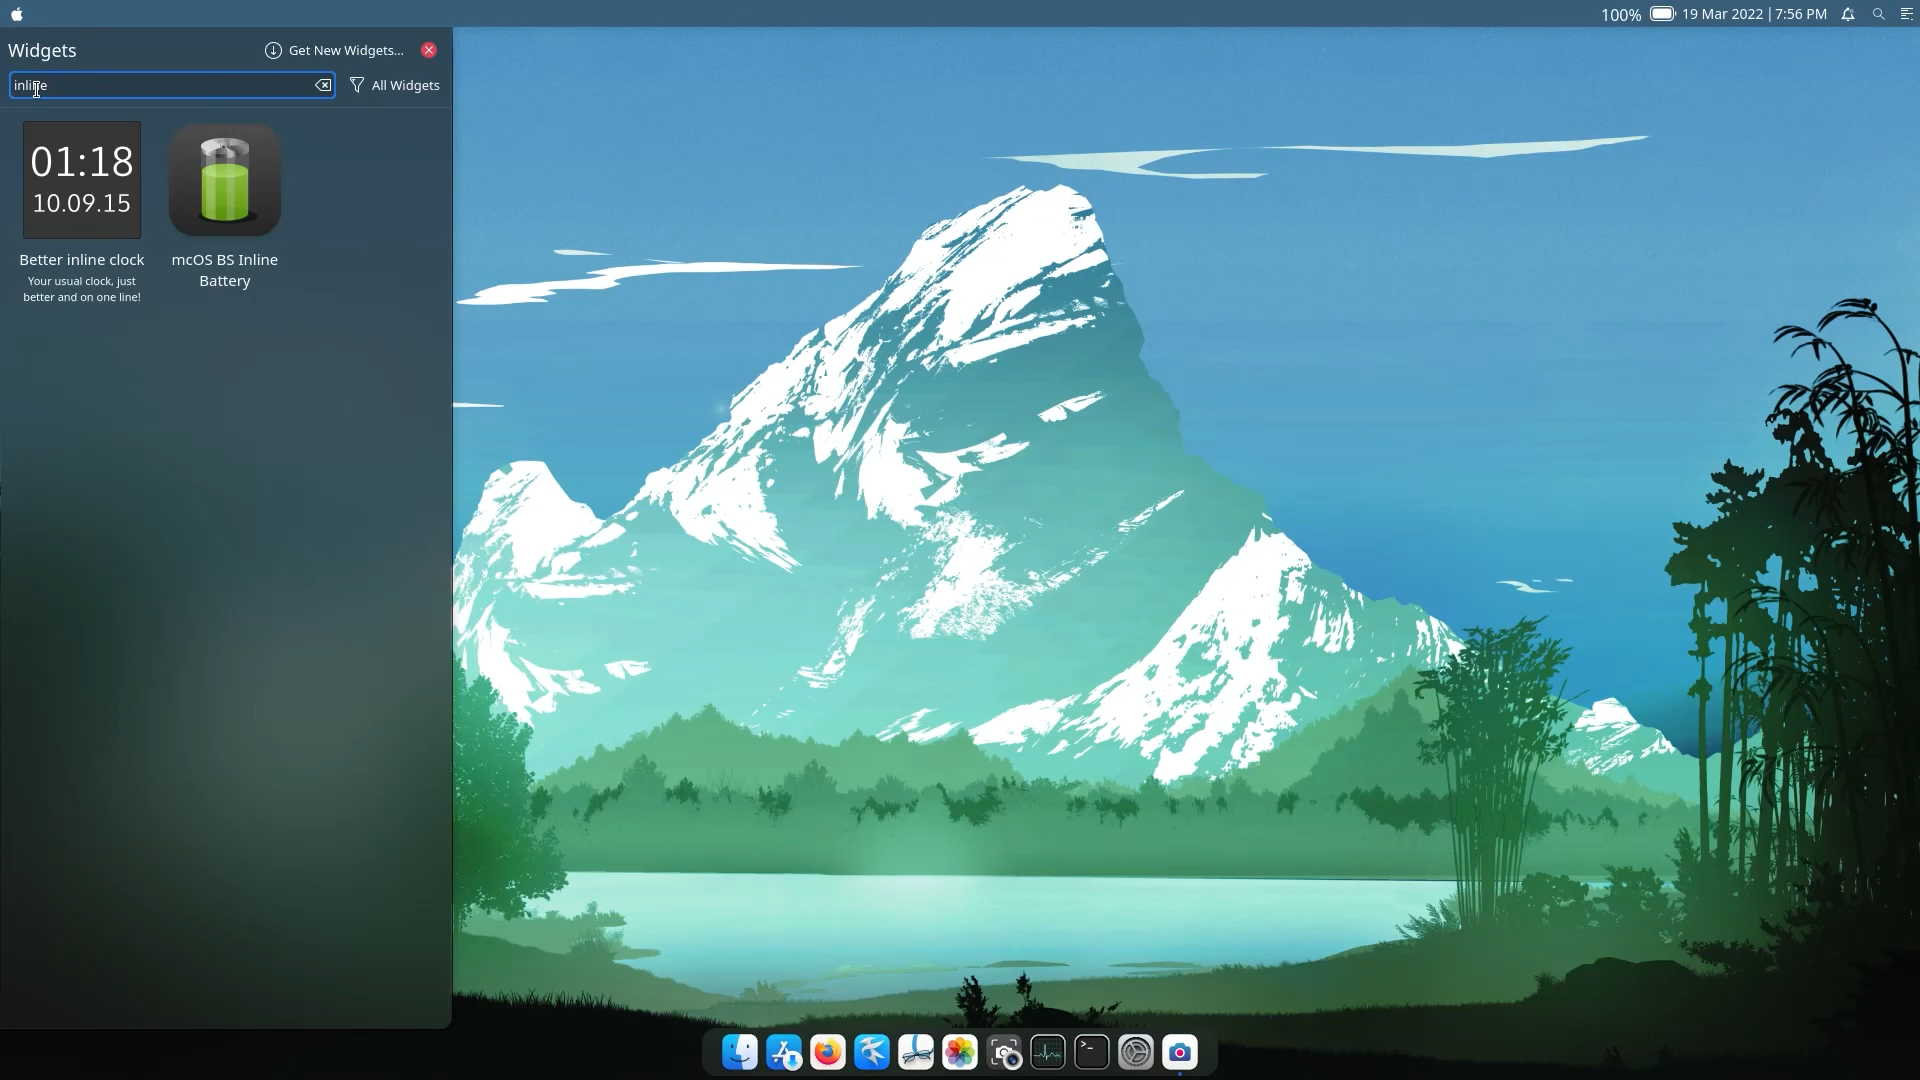 100% 19 Mar 2022 | 7:56 PM
Widgets Get New Widgets...
inline All Widgets
01:18
10.09.15
Better inline clock
Your usual clock, just
better and on one line!
mcOS BS Inline
Battery
>_